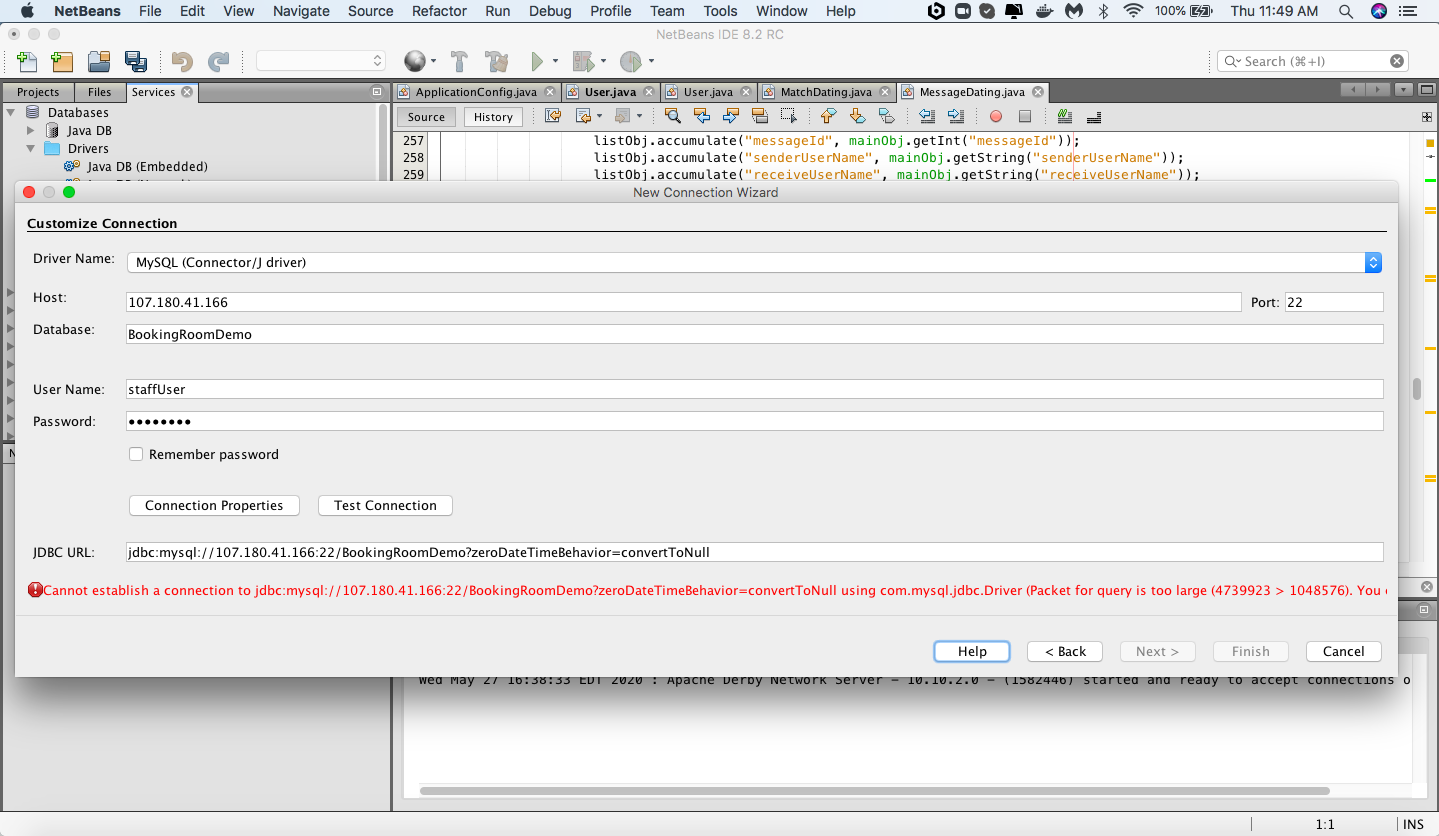 NetBeans File Edit View Navigate Source Refactor Run Debug Profile Team Tools Window Help 100% Thu 11:49 AM
NetBeans IDE 8.2 RC
Search (⌘+I)
Projects Files Services ApplicationConfig.java User.java User.java MatchDating.java MessageDating.java
Databases
Source History
Java DB
257 listObj.accumulate("messageId", mainObj.getInt("messageId"));
Drivers
258 listObj.accumulate("senderUserName", mainObj.getString("senderUserName"));
Java DB (Embedded)
259 listObj.accumulate("receiveUserName", mainObj.getString("receiveUserName"));
New Connection Wizard
Customize Connection
Driver Name: MySQL (Connector/J driver)
Host: 107.180.41.166 Port: 22
Database: BookingRoomDemo
User Name: staffUser
Password: ••••••••
Remember password
Connection Properties Test Connection
JDBC URL: jdbc:mysql://107.180.41.166:22/BookingRoomDemo?zeroDateTimeBehavior=convertToNull
Cannot establish a connection to jdbc:mysql://107.180.41.166:22/BookingRoomDemo?zeroDateTimeBehavior=convertToNull using com.mysql.jdbc.Driver (Packet for query is too large (4739923 > 1048576). You
Help < Back Next > Finish Cancel
Wed May 27 16:38:33 EDT 2020 : Apache Derby Network Server - 10.10.2.0 - (1582446) started and ready to accept connections o
1:1 INS